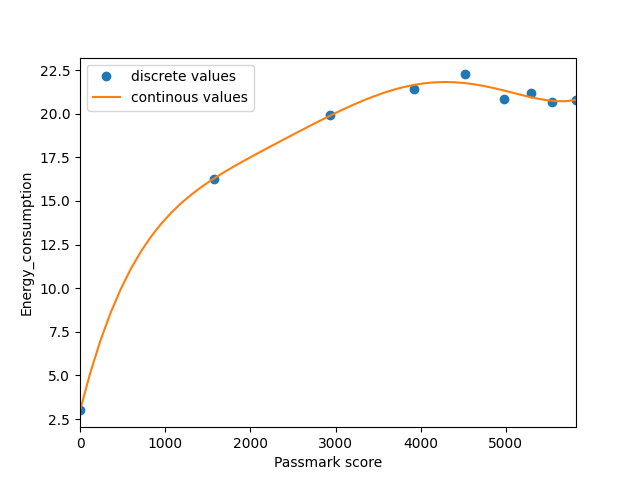 discrete values
continous values
22.5
20.0
17.5
15.0
12.5
10.0
7.5
5.0
2.5
Energy_consumption
0 1000 2000 3000 4000 5000
Passmark score